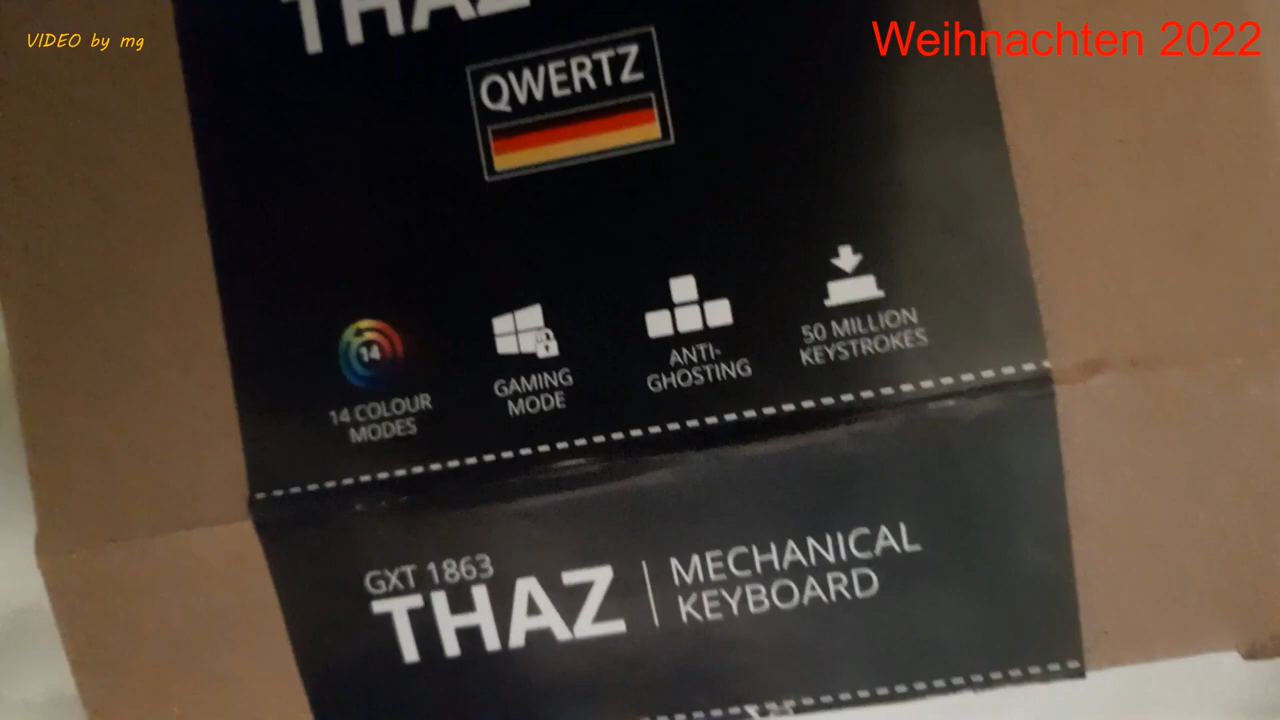 VIDEO by mg
Weihnachten 2022
THAZ
QWERTZ
14
14 COLOUR
MODES
GAMING
MODE
ANTI-
GHOSTING
50 MILLION
KEYSTROKES
GXT 1863
THAZ
MECHANICAL
KEYBOARD